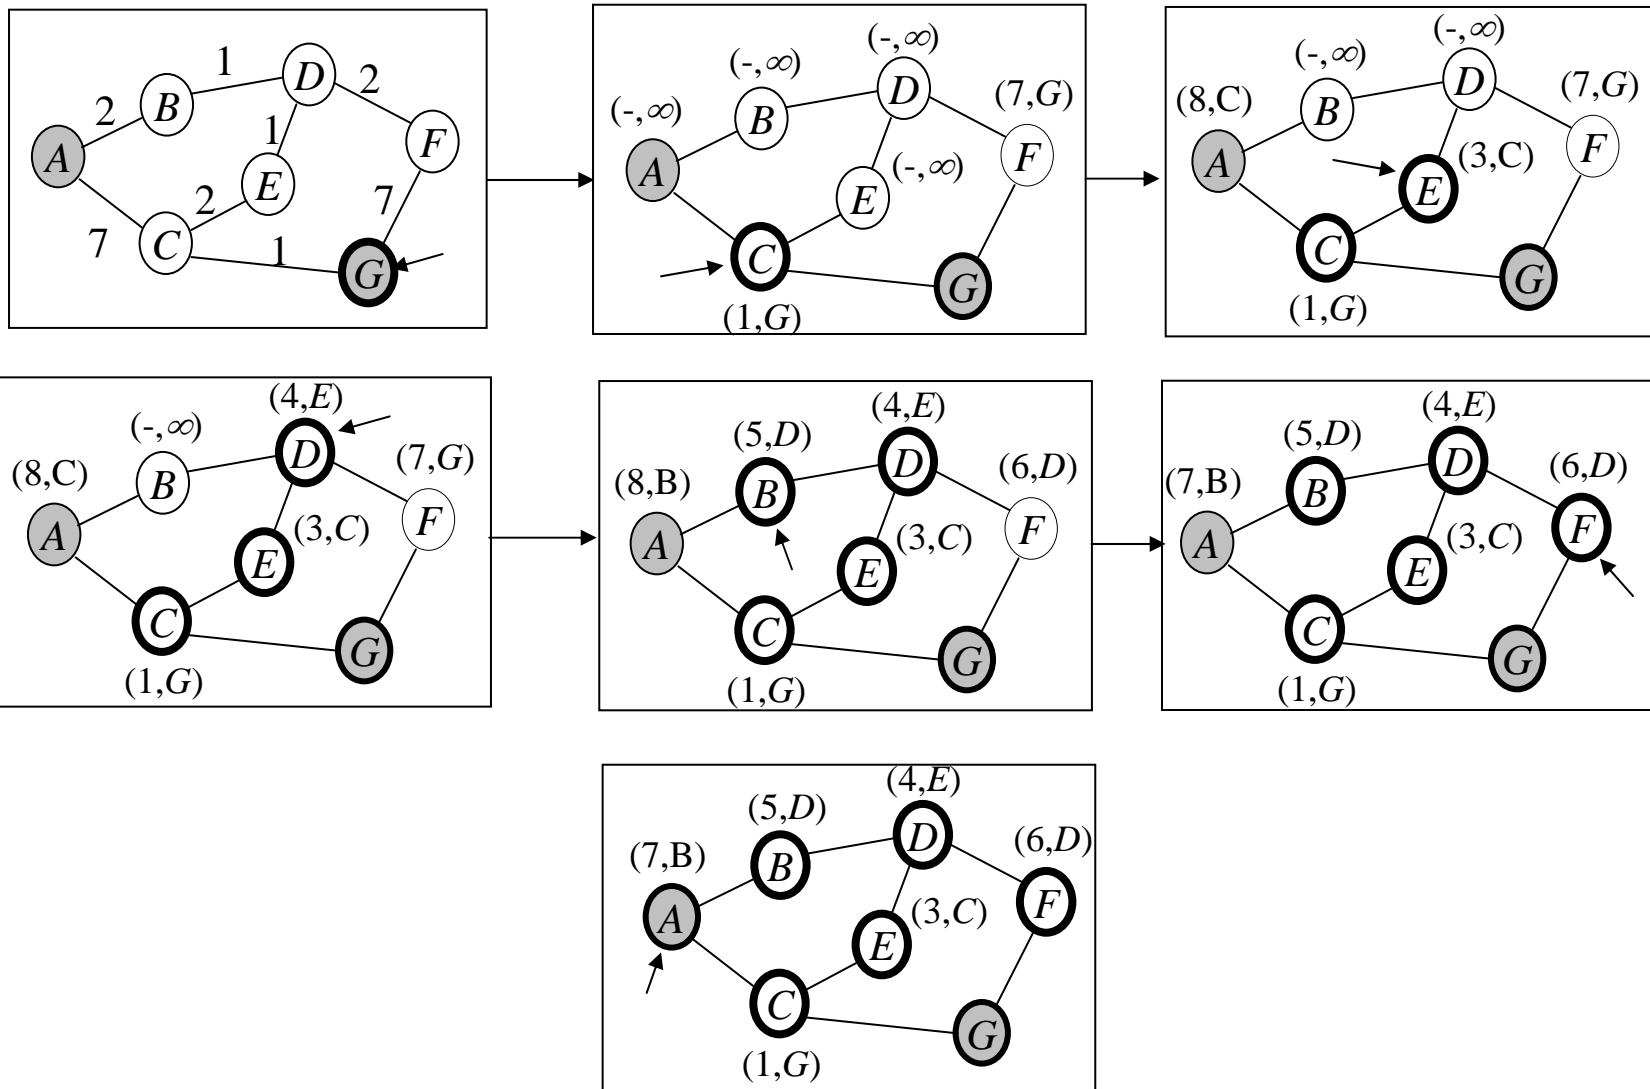 1 D 2
2 B
1 F
A
E
2 7
7 C 1
G
(-,∞)
(-,∞) D (7,G)
(-,∞) B
F
A (-,∞)
E
C
G
(1,G)
(-,∞)
(-,∞) D (7,G)
(8,C) B
F
A (3,C)
E
C
G
(1,G)
(4,E)
(-,∞) D (7,G)
(8,C) B
F
A (3,C)
E
C
G
(1,G)
(4,E)
(5,D) D (6,D)
(8,B) B
F
A (3,C)
E
C
G
(1,G)
(4,E)
(5,D) D (6,D)
(7,B) B
F
A (3,C)
E
C
G
(1,G)
(4,E)
(5,D) D (6,D)
(7,B) B
F
A (3,C)
E
C
G
(1,G)